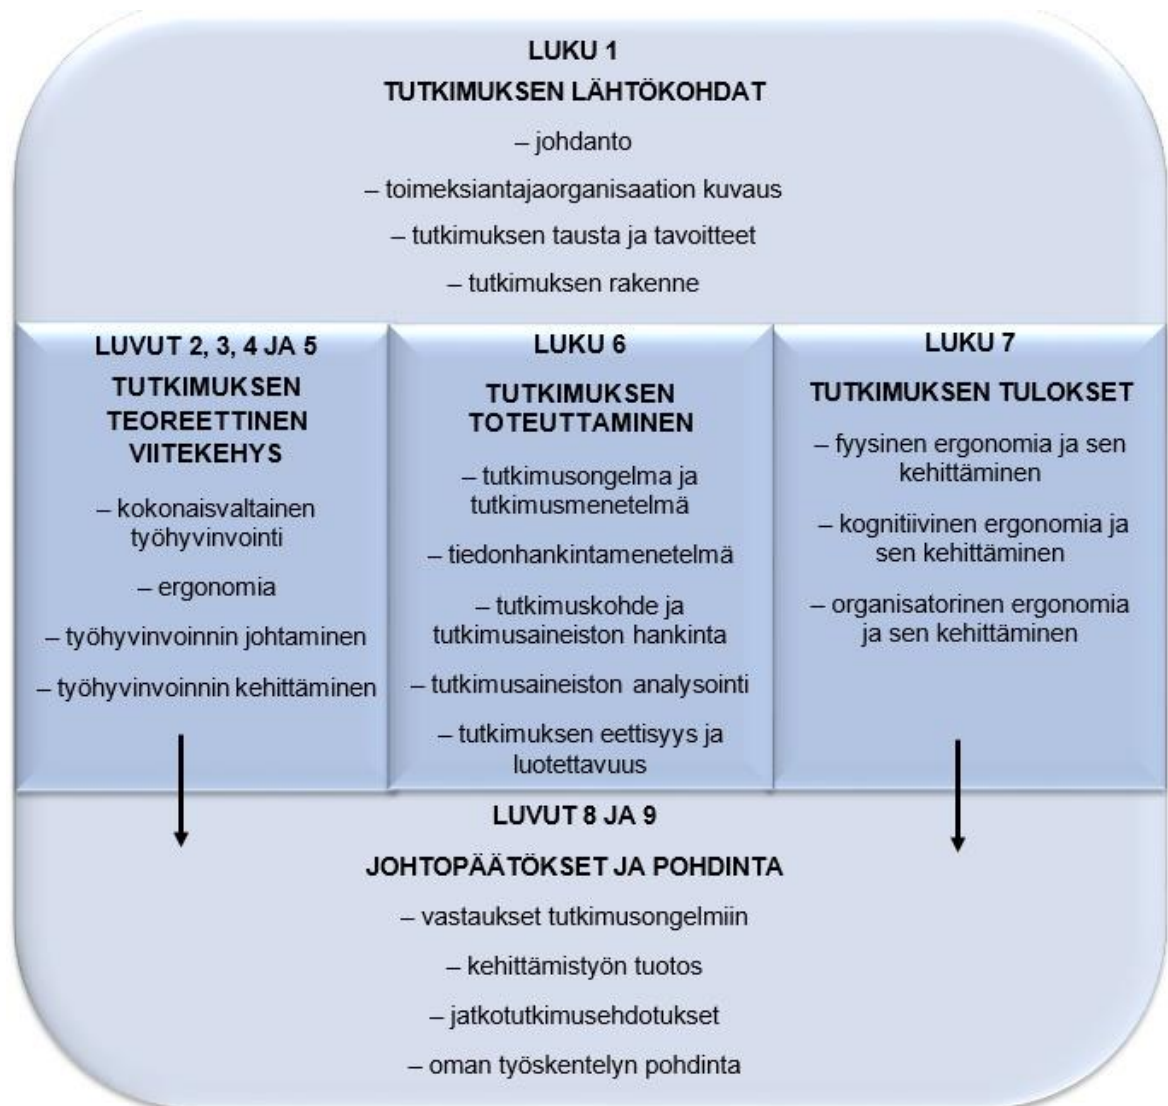 LUKU 1
TUTKIMUKSEN LÄHTÖKOHDAT
– johdanto
– toimeksiantajaorganisaation kuvaus
– tutkimuksen tausta ja tavoitteet
– tutkimuksen rakenne
LUVUT 2, 3, 4 JA 5
TUTKIMUKSEN
TEOREETTINEN
VIITEKEHYS
– kokonaisvaltainen
työhyvinvointi
– ergonomia
– työhyvinvoinnin johtaminen
– työhyvinvoinnin kehittäminen
LUKU 6
TUTKIMUKSEN
TOTEUTTAMINEN
– tutkimusongelma ja
tutkimusmenetelmä
– tiedonhankintamenetelmä
– tutkimuskohde ja
tutkimusaineiston hankinta
– tutkimusaineiston analysointi
– tutkimuksen eettisyys ja
luotettavuus
LUKU 7
TUTKIMUKSEN TULOKSET
– fyysinen ergonomia ja sen
kehittäminen
– kognitiivinen ergonomia ja
sen kehittäminen
– organisatorinen ergonomia
ja sen kehittäminen
LUVUT 8 JA 9
JOHTOPÄÄTÖKSET JA POHDINTA
– vastaukset tutkimusongelmiin
– kehittämistyön tuotos
– jatkotutkimusehdotukset
– oman työskentelyn pohdinta